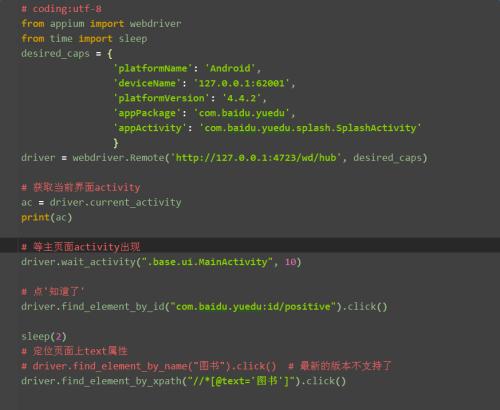 # coding:utf-8
from appium import webdriver
from time import sleep
desired_caps = {
                'platformName': 'Android',
                'deviceName': '127.0.0.1:62001',
                'platformVersion': '4.4.2',
                'appPackage': 'com.baidu.yuedu',
                'appActivity': 'com.baidu.yuedu.splash.SplashActivity'
                }
driver = webdriver.Remote('http://127.0.0.1:4723/wd/hub', desired_caps)
# 获取当前界面activity
ac = driver.current_activity
print(ac)
# 等主页面activity出现
driver.wait_activity(".base.ui.MainActivity", 10)
# 点'知道了'
driver.find_element_by_id("com.baidu.yuedu:id/positive").click()
sleep(2)
# 定位页面上text属性
# driver.find_element_by_name("图书").click()  # 最新的版本不支持了
driver.find_element_by_xpath("//*[@text='图书']").click()